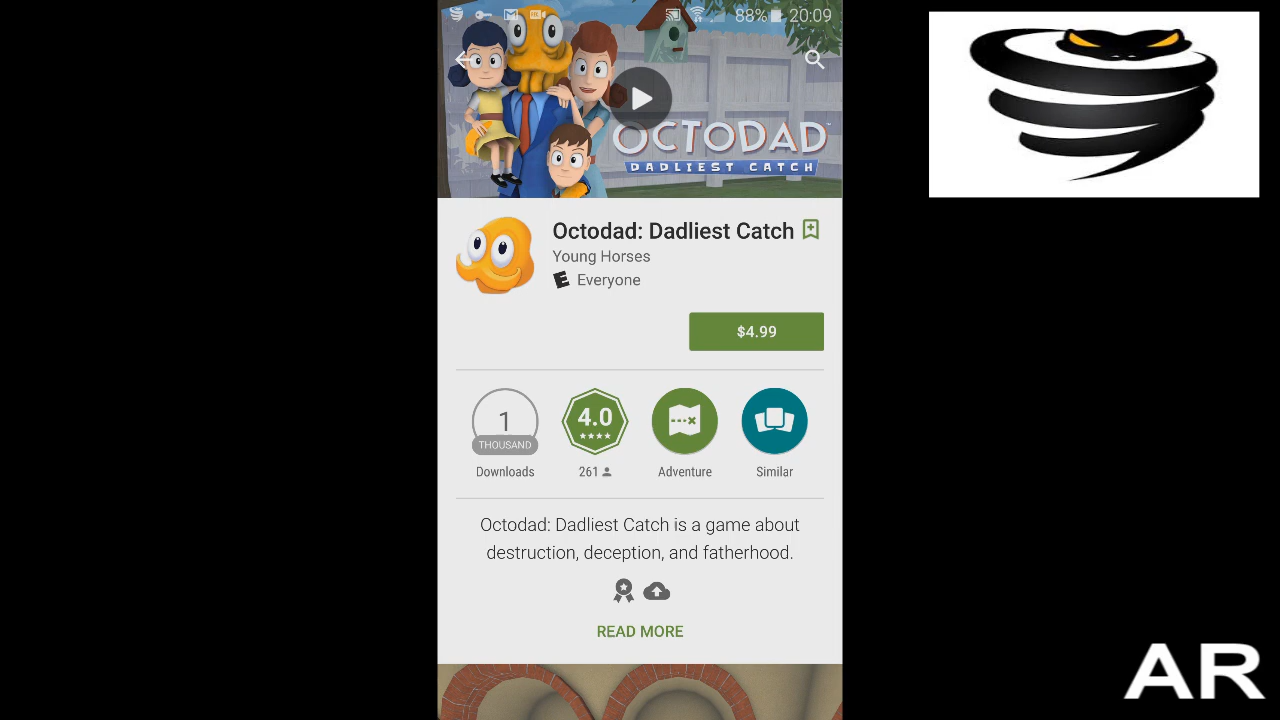 88% 20:09
OCTODAD
DADLIEST CATCH
Octodad: Dadliest Catch
Young Horses
E Everyone
$4.99
1
THOUSAND
Downloads
4.0
261
Adventure
Similar
Octodad: Dadliest Catch is a game about
destruction, deception, and fatherhood.
READ MORE
AR